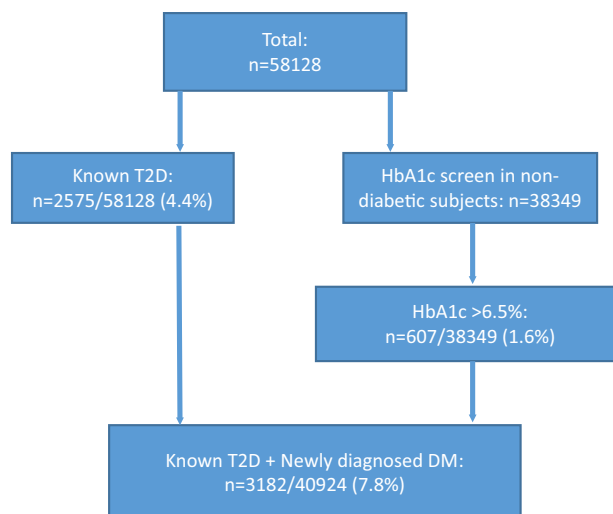 Total:
n=58128
Known T2D:
n=2575/58128 (4.4%)
HbA1c screen in non-
diabetic subjects: n=38349
HbA1c >6.5%:
n=607/38349 (1.6%)
Known T2D + Newly diagnosed DM:
n=3182/40924 (7.8%)